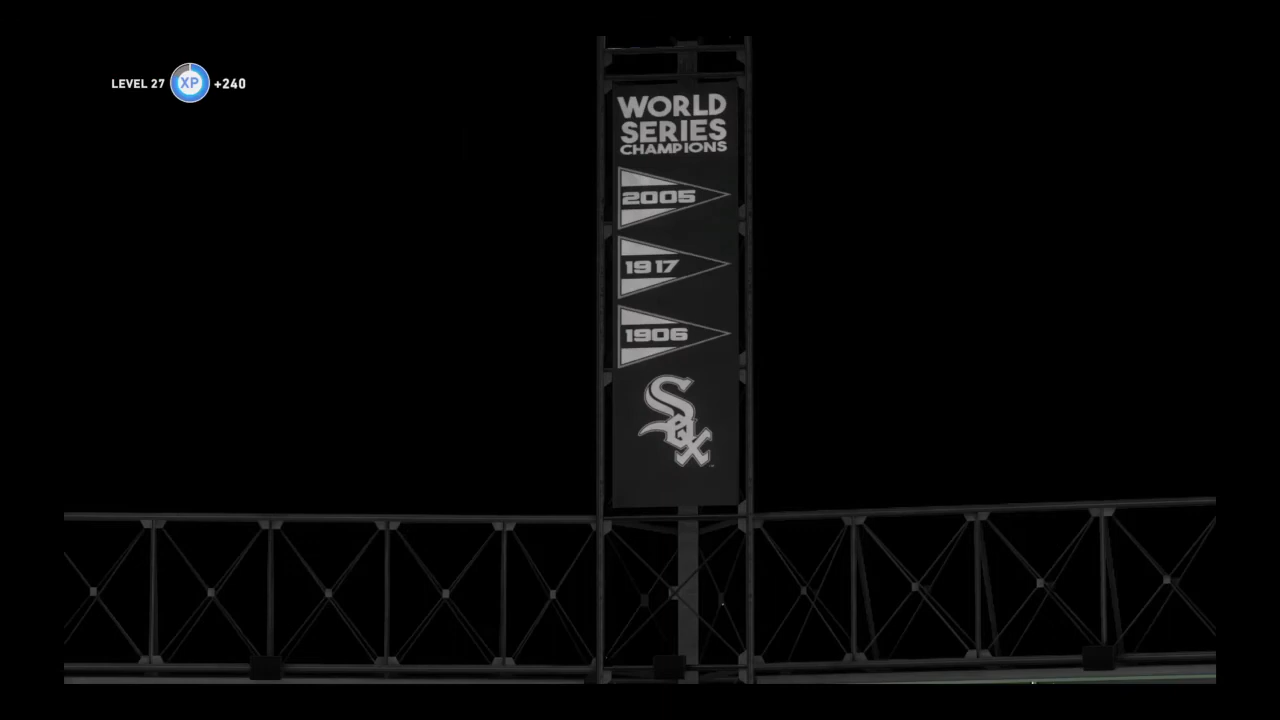 LEVEL 27 XP +240
WORLD
SERIES
CHAMPIONS
2005
1917
1906
Sox